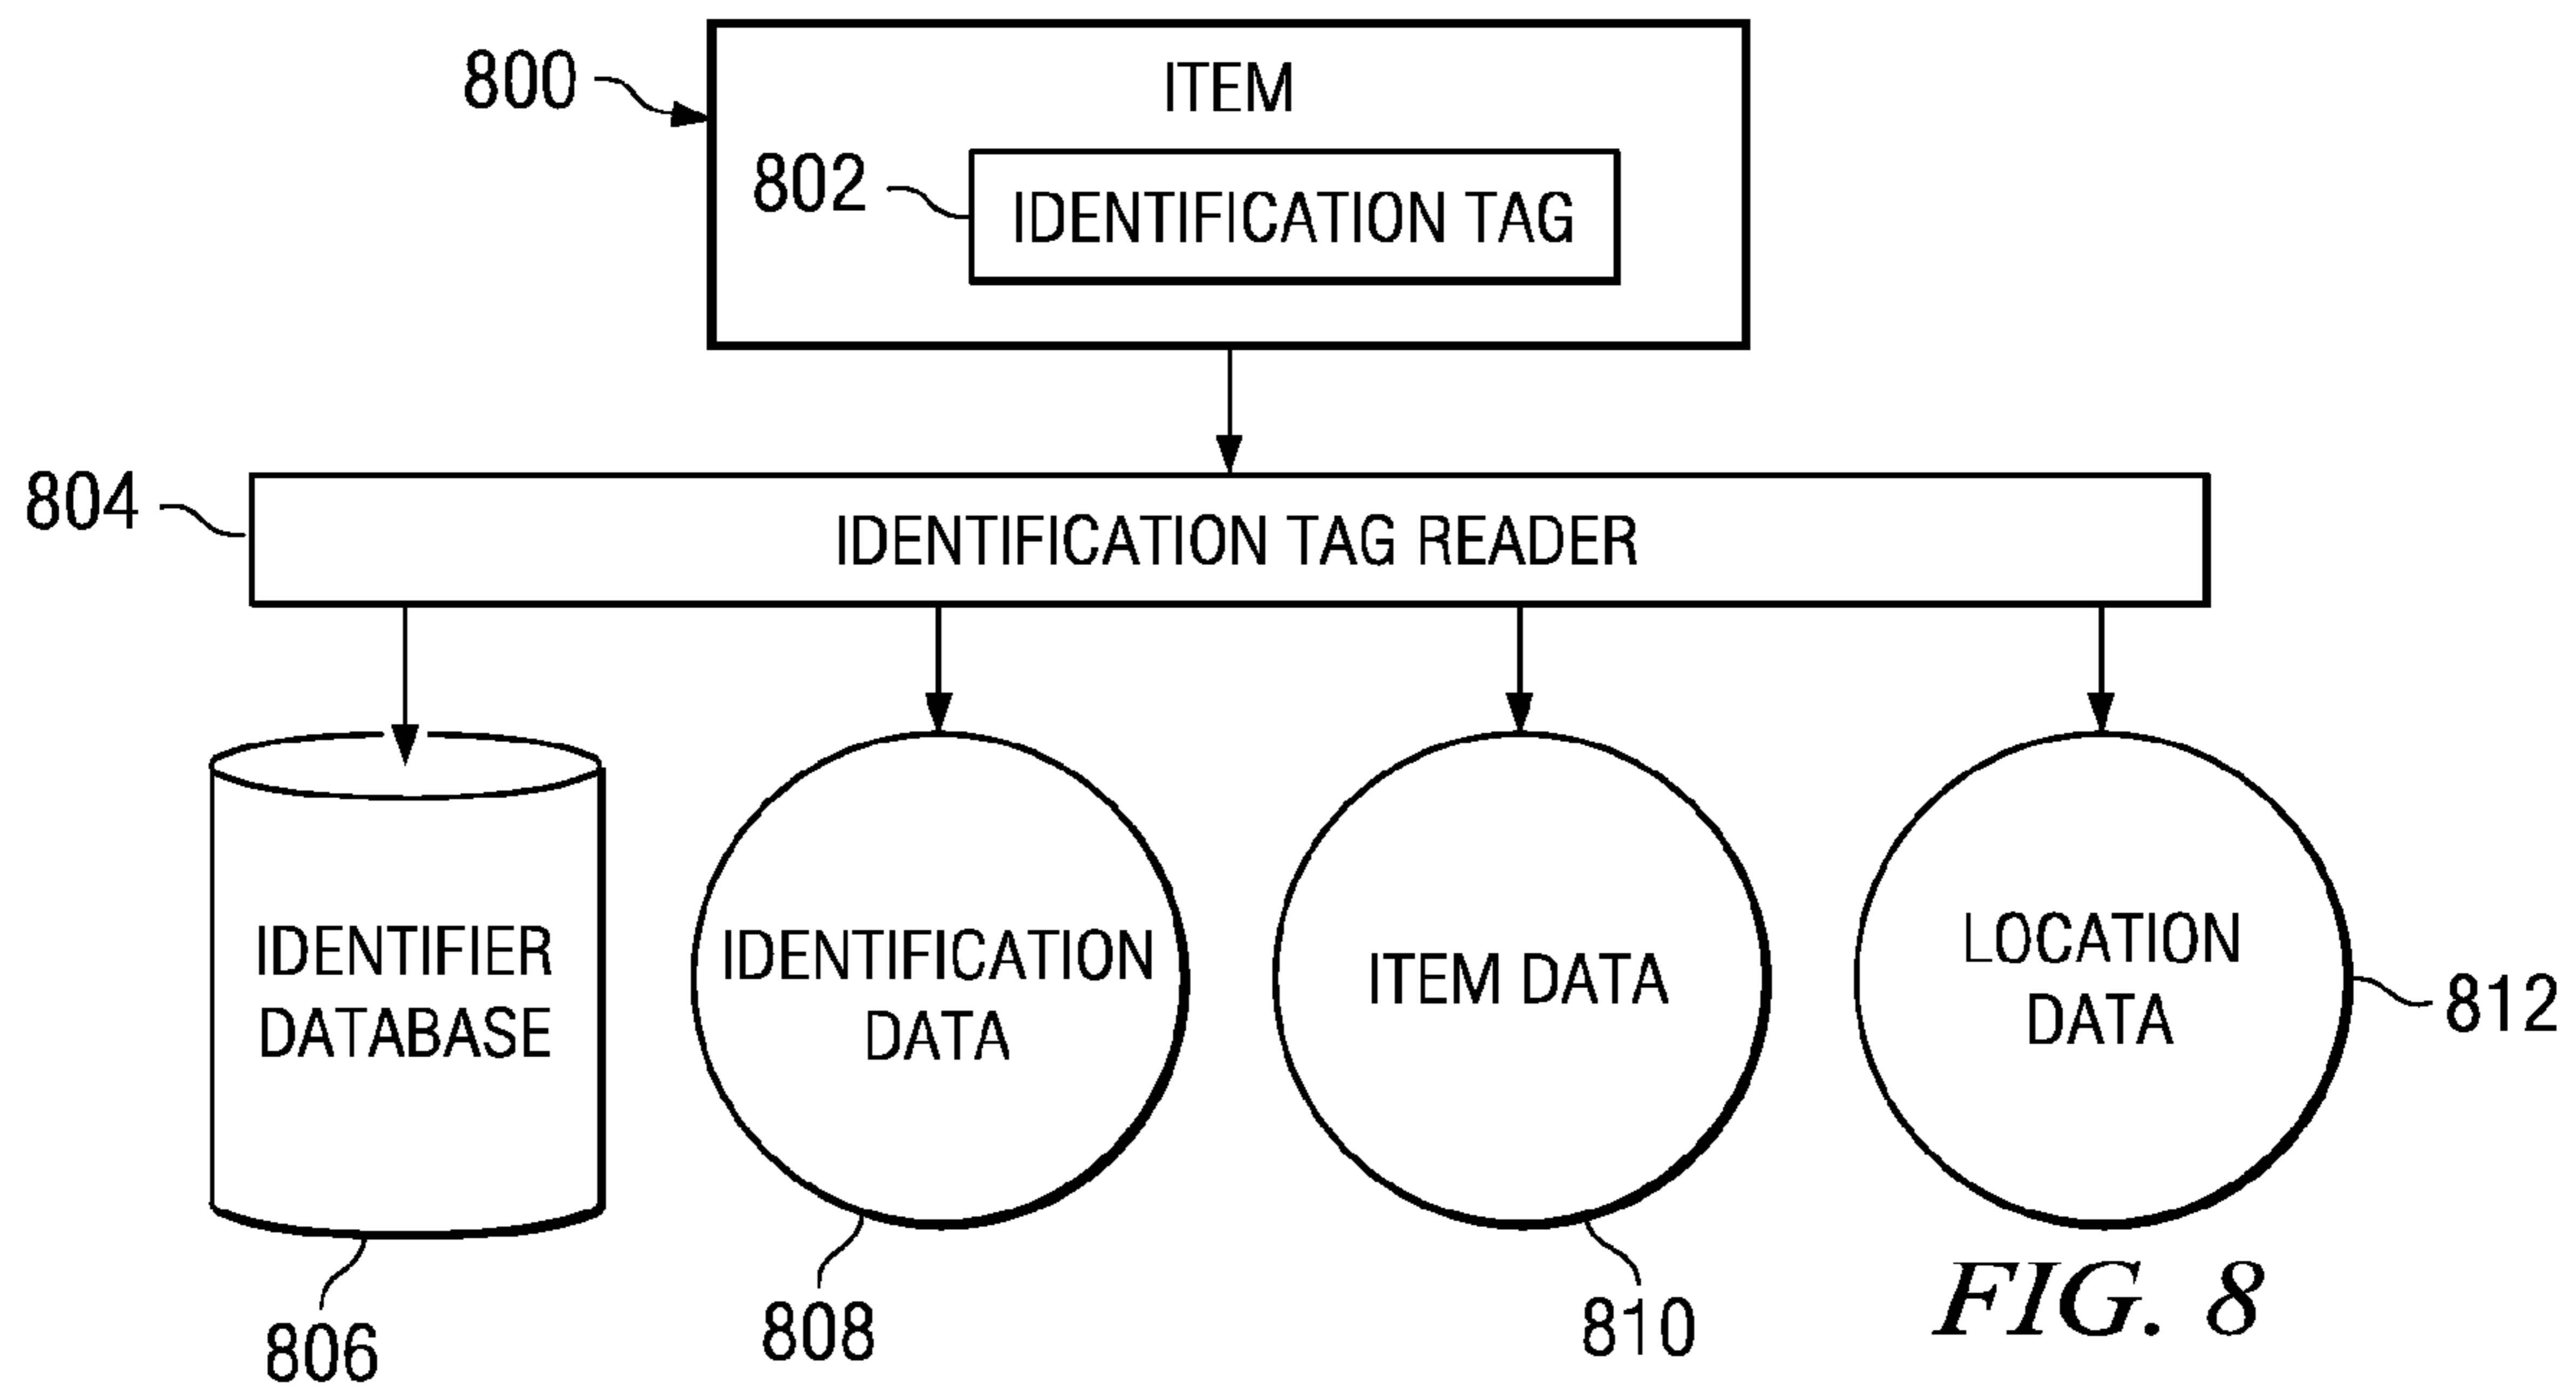 800
ITEM
802
IDENTIFICATION TAG
804
IDENTIFICATION TAG READER
IDENTIFIER
DATABASE
IDENTIFICATION
DATA
ITEM DATA
LOCATION
DATA
812
806
808
810
FIG. 8